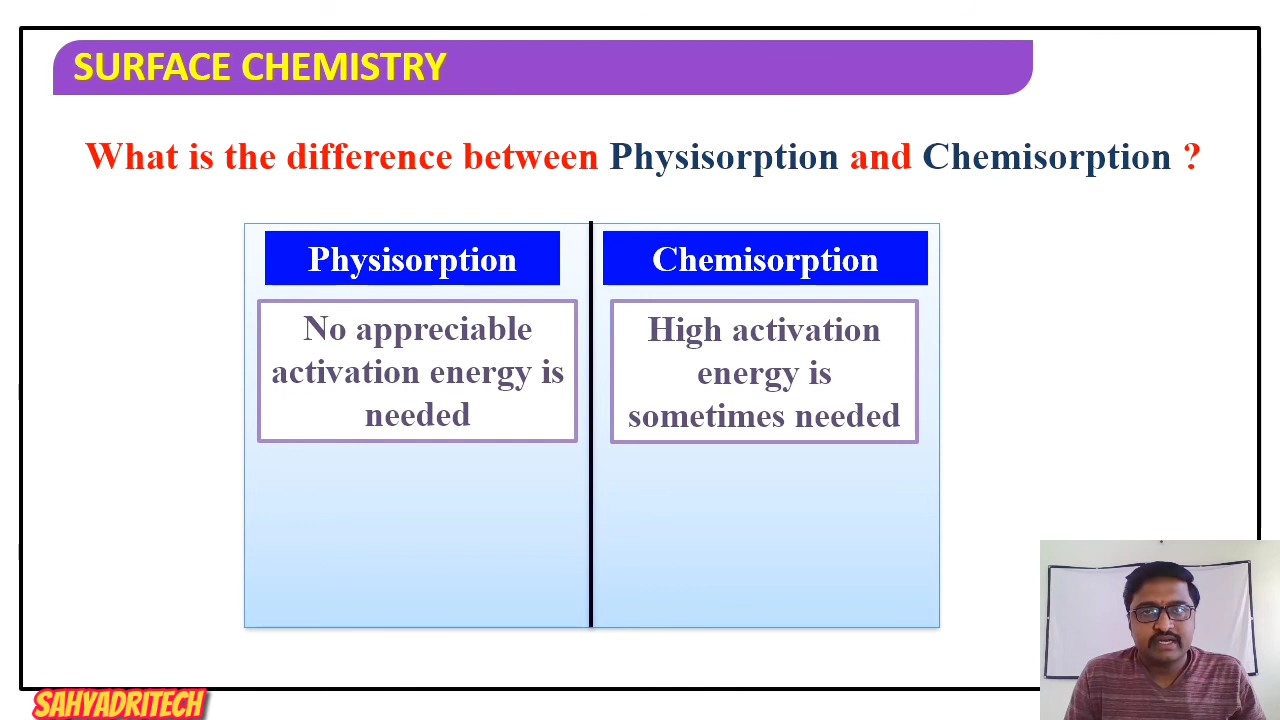 SURFACE CHEMISTRY
What is the difference between Physisorption and Chemisorption ?
Physisorption
No appreciable
activation energy is
needed
Chemisorption
High activation
energy is
sometimes needed
SAHYADRITECH